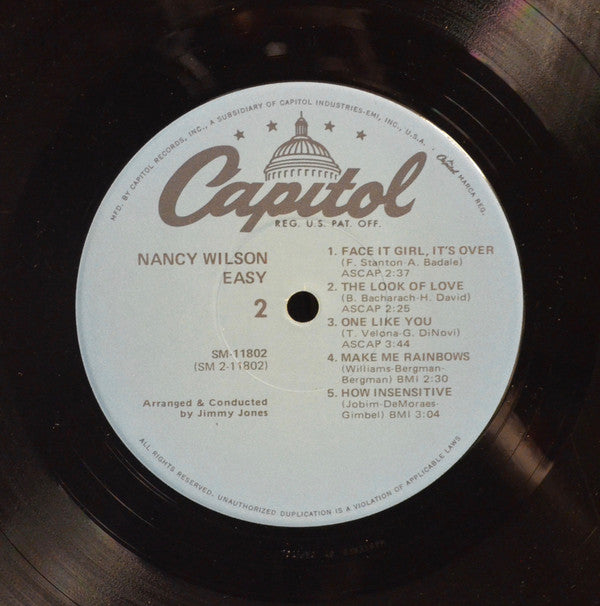 MFD. BY CAPITOL RECORDS, INC., A SUBSIDIARY OF CAPITOL INDUSTRIES-EMI, INC., U.S.A.
Capitol MARCA REG.
Capitol
REG. U.S. PAT. OFF.
NANCY WILSON
EASY
2
SM-11802
(SM 2-11802)
Arranged & Conducted
by Jimmy Jones
1. FACE IT GIRL, IT'S OVER
(F. Stanton-A. Badale)
ASCAP 2:37
2. THE LOOK OF LOVE
(B. Bacharach-H. David)
ASCAP 2:25
3. ONE LIKE YOU
(T. Velona-G. DiNovi)
ASCAP 3:44
4. MAKE ME RAINBOWS
(Williams-Bergman-
Bergman) BMI 2:30
5. HOW INSENSITIVE
(Jobim-DeMoraes-
Gimbel) BMI 3:04
ALL RIGHTS RESERVED. UNAUTHORIZED DUPLICATION IS A VIOLATION OF APPLICABLE LAWS